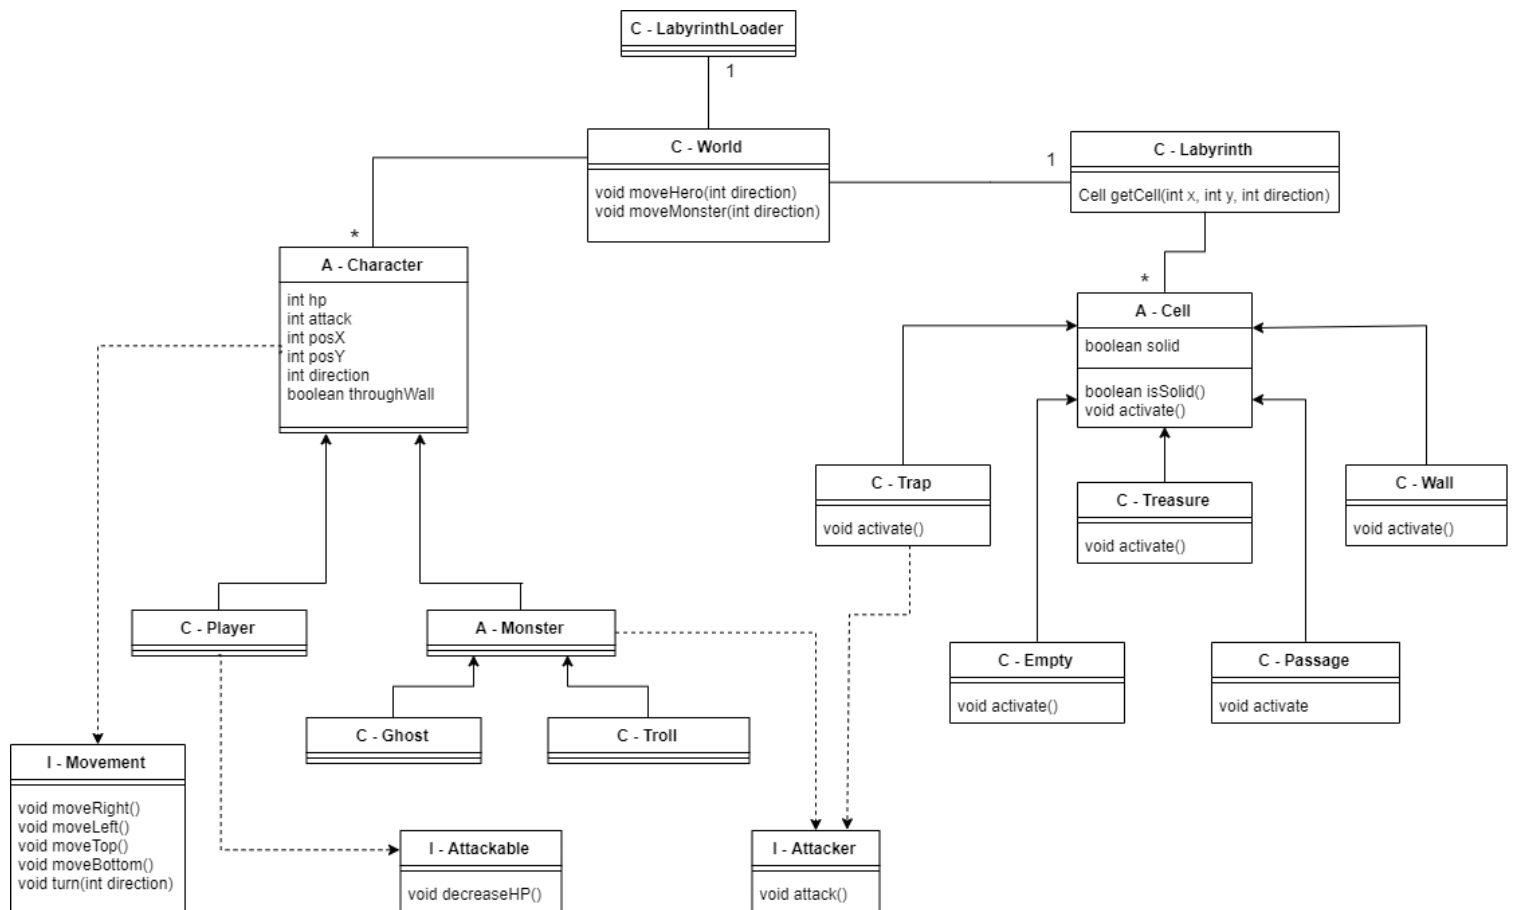 C - LabyrinthLoader
1
C - World
void moveHero(int direction)
void moveMonster(int direction)
1
C - Labyrinth
Cell getCell(int x, int y, int direction)
*
A - Character
int hp
int attack
int posX
int posY
int direction
boolean throughWall
*
A - Cell
boolean solid
boolean isSolid()
void activate()
C - Trap
void activate()
C - Treasure
void activate()
C - Wall
void activate()
C - Player
A - Monster
C - Empty
void activate()
C - Passage
void activate
C - Ghost
C - Troll
I - Movement
void moveRight()
void moveLeft()
void moveTop()
void moveBottom()
void turn(int direction)
I - Attackable
void decreaseHP()
I - Attacker
void attack()